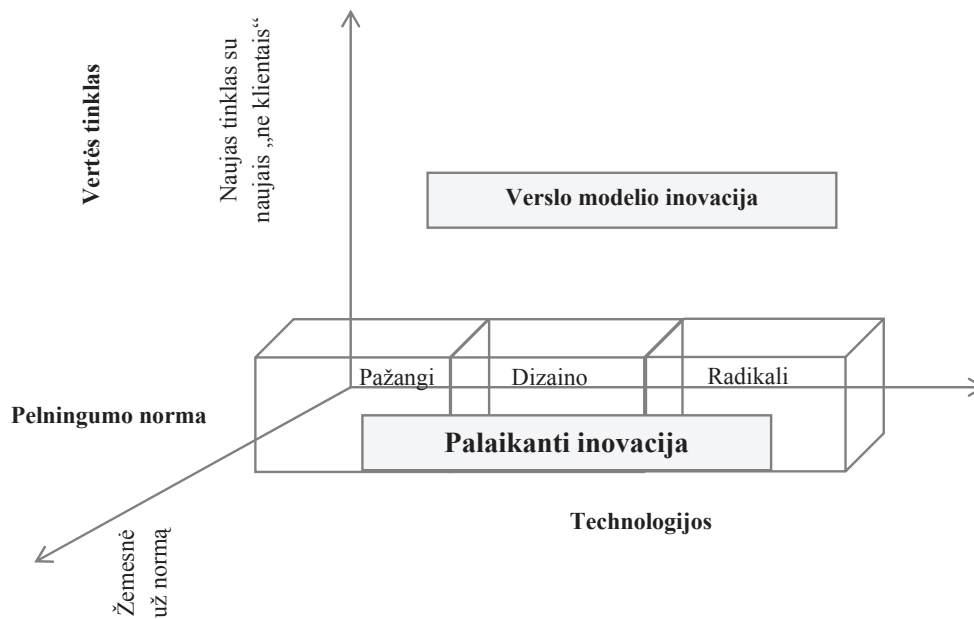 Vertės tinklas
Naujas tinklas su
naujais „ne klientais“
Verslo modelio inovacija
Pažangi
Dizaino
Radikali
Pelningumo norma
Palaikanti inovacija
Technologijos
Žemesnė
už normą